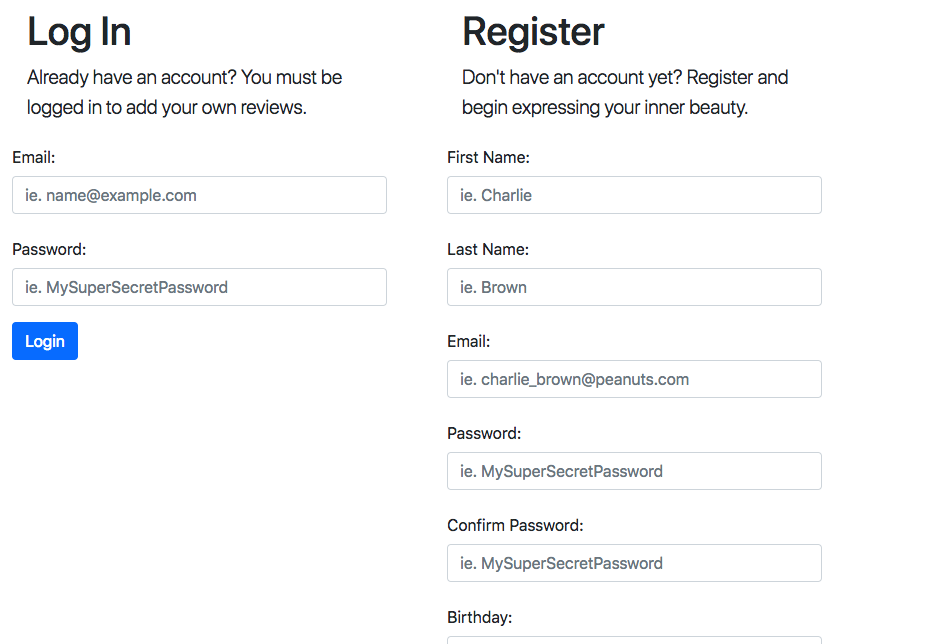 Log In
Already have an account? You must be
logged in to add your own reviews.
Email:
ie. name@example.com
Password:
ie. MySuperSecretPassword
Login
Register
Don't have an account yet? Register and
begin expressing your inner beauty.
First Name:
ie. Charlie
Last Name:
ie. Brown
Email:
ie. charlie_brown@peanuts.com
Password:
ie. MySuperSecretPassword
Confirm Password:
ie. MySuperSecretPassword
Birthday: